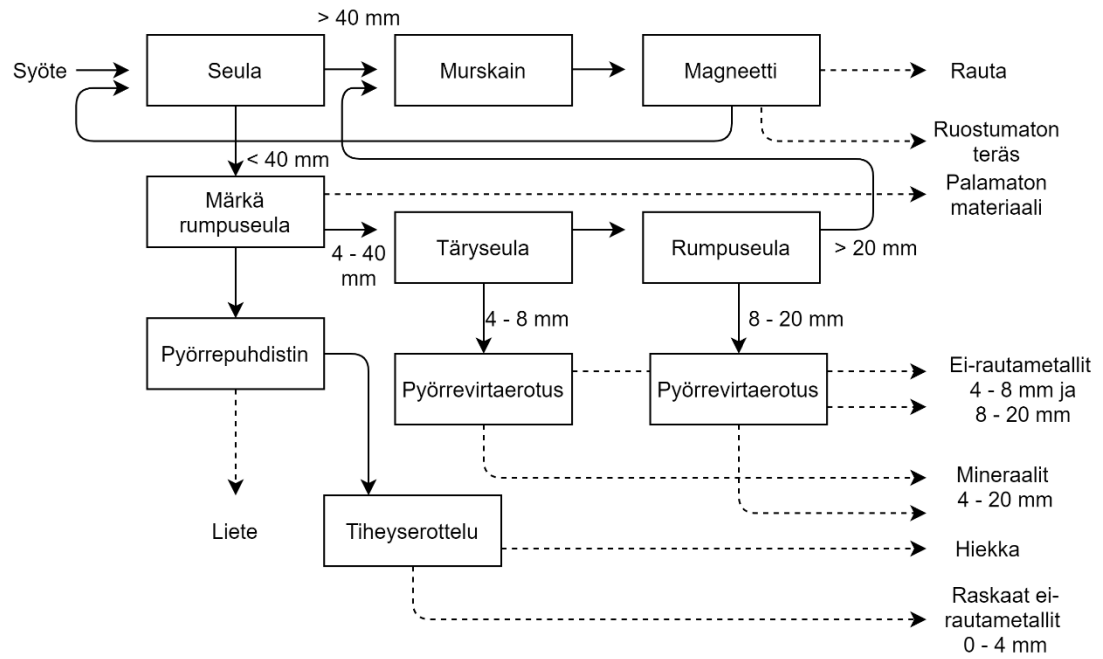 > 40 mm
Syöte
Seula
Murskain
Magneetti
Rauta
Ruostumaton
teräs
< 40 mm
Märkä
rumpuseula
Palamaton
materiaali
4 - 40
mm
Täryseula
Rumpuseula
> 20 mm
4 - 8 mm
8 - 20 mm
Pyörrepuhdistin
Pyörrevirtaerotus
Pyörrevirtaerotus
Ei-rautametallit
4 - 8 mm ja
8 - 20 mm
Mineraalit
4 - 20 mm
Liete
Tiheyserottelu
Hiekka
Raskaat ei-
rautametallit
0 - 4 mm